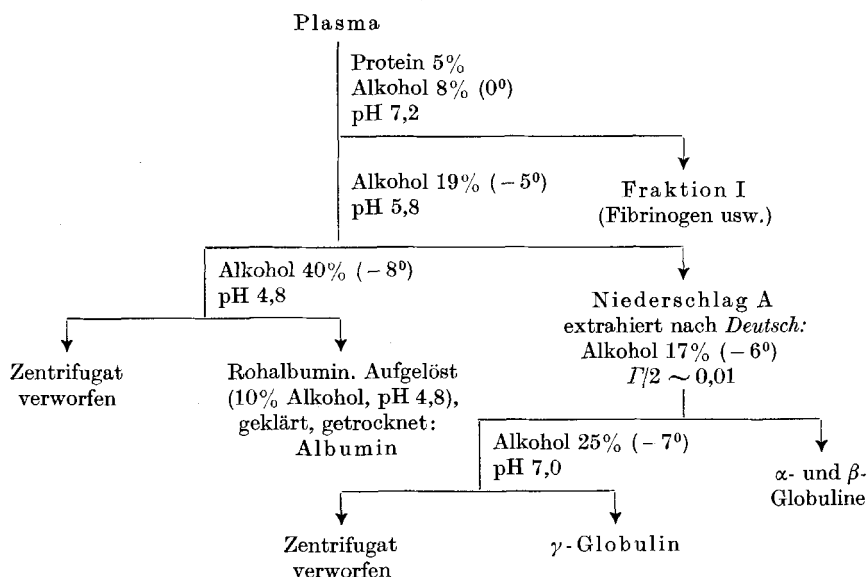 Plasma
Protein 5%
Alkohol 8% (0⁰)
pH 7,2
Alkohol 19% (−5⁰)
pH 5,8
Fraktion I
(Fibrinogen usw.)
Alkohol 40% (−8⁰)
pH 4,8
Niederschlag A
extrahiert nach Deutsch:
Alkohol 17% (−6⁰)
Γ/2 ∼ 0,01
Zentrifugat
verworfen
Rohalbumin. Aufgelöst
(10% Alkohol, pH 4,8),
geklärt, getrocknet:
Albumin
Alkohol 25% (−7⁰)
pH 7,0
α- und β-
Globuline
Zentrifugat
verworfen
γ-Globulin